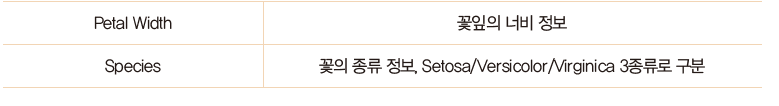 Petal Width 꽃잎의 너비 정보
Species 꽃의 종류 정보, Setosa/Versicolor/Virginica 3종류로 구분